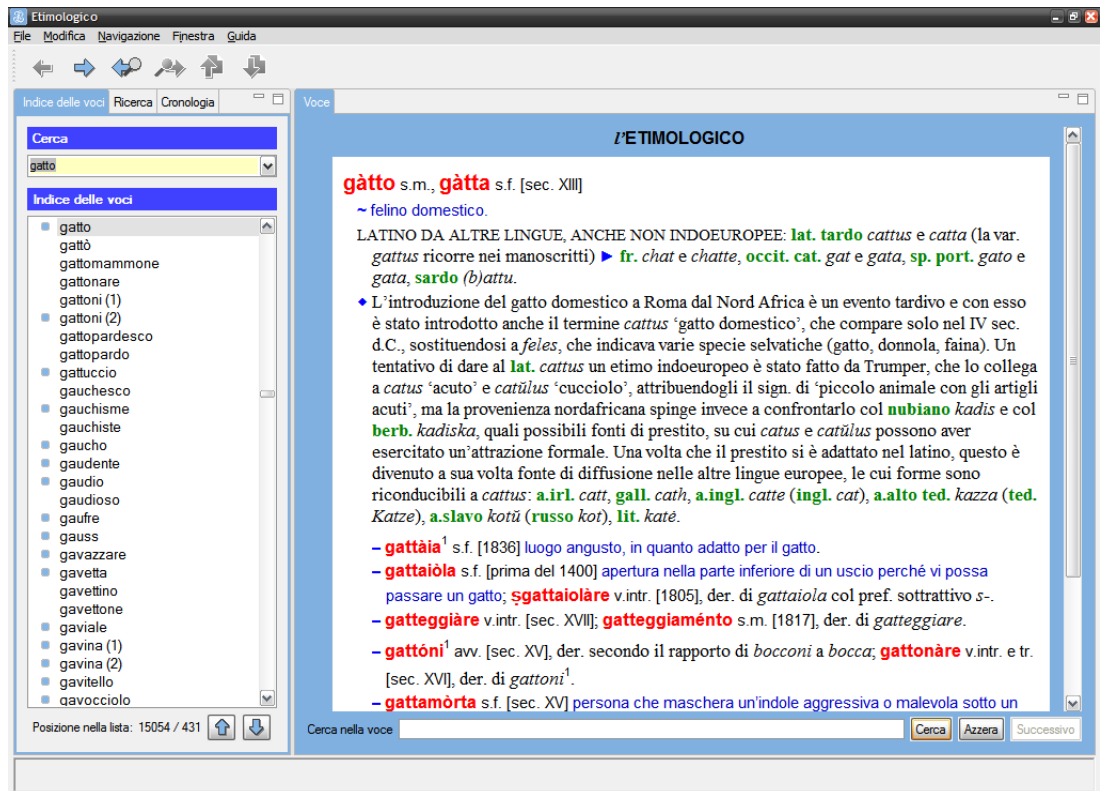 Etimologico
File Modifica Navigazione Finestra Guida
Indice delle voci Ricerca Cronologia
Cerca
gatto
Indice delle voci
gatto
gattò
gattomammone
gattonare
gattoni (1)
gattoni (2)
gattopardesco
gattopardo
gattuccio
gauchesco
gauchisme
gauchiste
gaucho
gaudente
gaudio
gaudioso
gaufre
gauss
gavazzare
gavetta
gavettino
gavettone
gaviale
gavina (1)
gavina (2)
gavitello
gavocciolo
Posizione nella lista: 15054 / 431
Voce
l’ETIMOLOGICO
gàtto s.m., gàtta s.f. [sec. XIII]
~ felino domestico.
LATINO DA ALTRE LINGUE, ANCHE NON INDOEUROPEE: lat. tardo cattus e catta (la var.
gattus ricorre nei manoscritti) ► fr. chat e chatte, occit. cat. gat e gata, sp. port. gato e
gata, sardo (b)attu.
◆ L’introduzione del gatto domestico a Roma dal Nord Africa è un evento tardivo e con esso
è stato introdotto anche il termine cattus ‘gatto domestico’, che compare solo nel IV sec.
d.C., sostituendosi a feles, che indicava varie specie selvatiche (gatto, donnola, faina). Un
tentativo di dare al lat. cattus un etimo indoeuropeo è stato fatto da Trumper, che lo collega
a catus ‘acuto’ e catŭlus ‘cucciolo’, attribuendogli il sign. di ‘piccolo animale con gli artigli
acuti’, ma la provenienza nordafricana spinge invece a confrontarlo col nubiano kadis e col
berb. kadiska, quali possibili fonti di prestito, su cui catus e catŭlus possono aver
esercitato un’attrazione formale. Una volta che il prestito si è adattato nel latino, questo è
divenuto a sua volta fonte di diffusione nelle altre lingue europee, le cui forme sono
riconducibili a cattus: a.irl. catt, gall. cath, a.ingl. catte (ingl. cat), a.alto ted. kazza (ted.
Katze), a.slavo kotŭ (russo kot), lit. katė.
– gattàia¹ s.f. [1836] luogo angusto, in quanto adatto per il gatto.
– gattaiòla s.f. [prima del 1400] apertura nella parte inferiore di un uscio perché vi possa
passare un gatto; ṣgattaiolàre v.intr. [1805], der. di gattaiola col pref. sottrattivo s-.
– gatteggiàre v.intr. [sec. XVII]; gatteggiaménto s.m. [1817], der. di gatteggiare.
– gattóni¹ avv. [sec. XV], der. secondo il rapporto di bocconi a bocca; gattonàre v.intr. e tr.
[sec. XVI], der. di gattoni¹.
– gattamòrta s.f. [sec. XV] persona che maschera un'indole aggressiva o malevola sotto un
Cerca nella voce Cerca Azzera Successivo